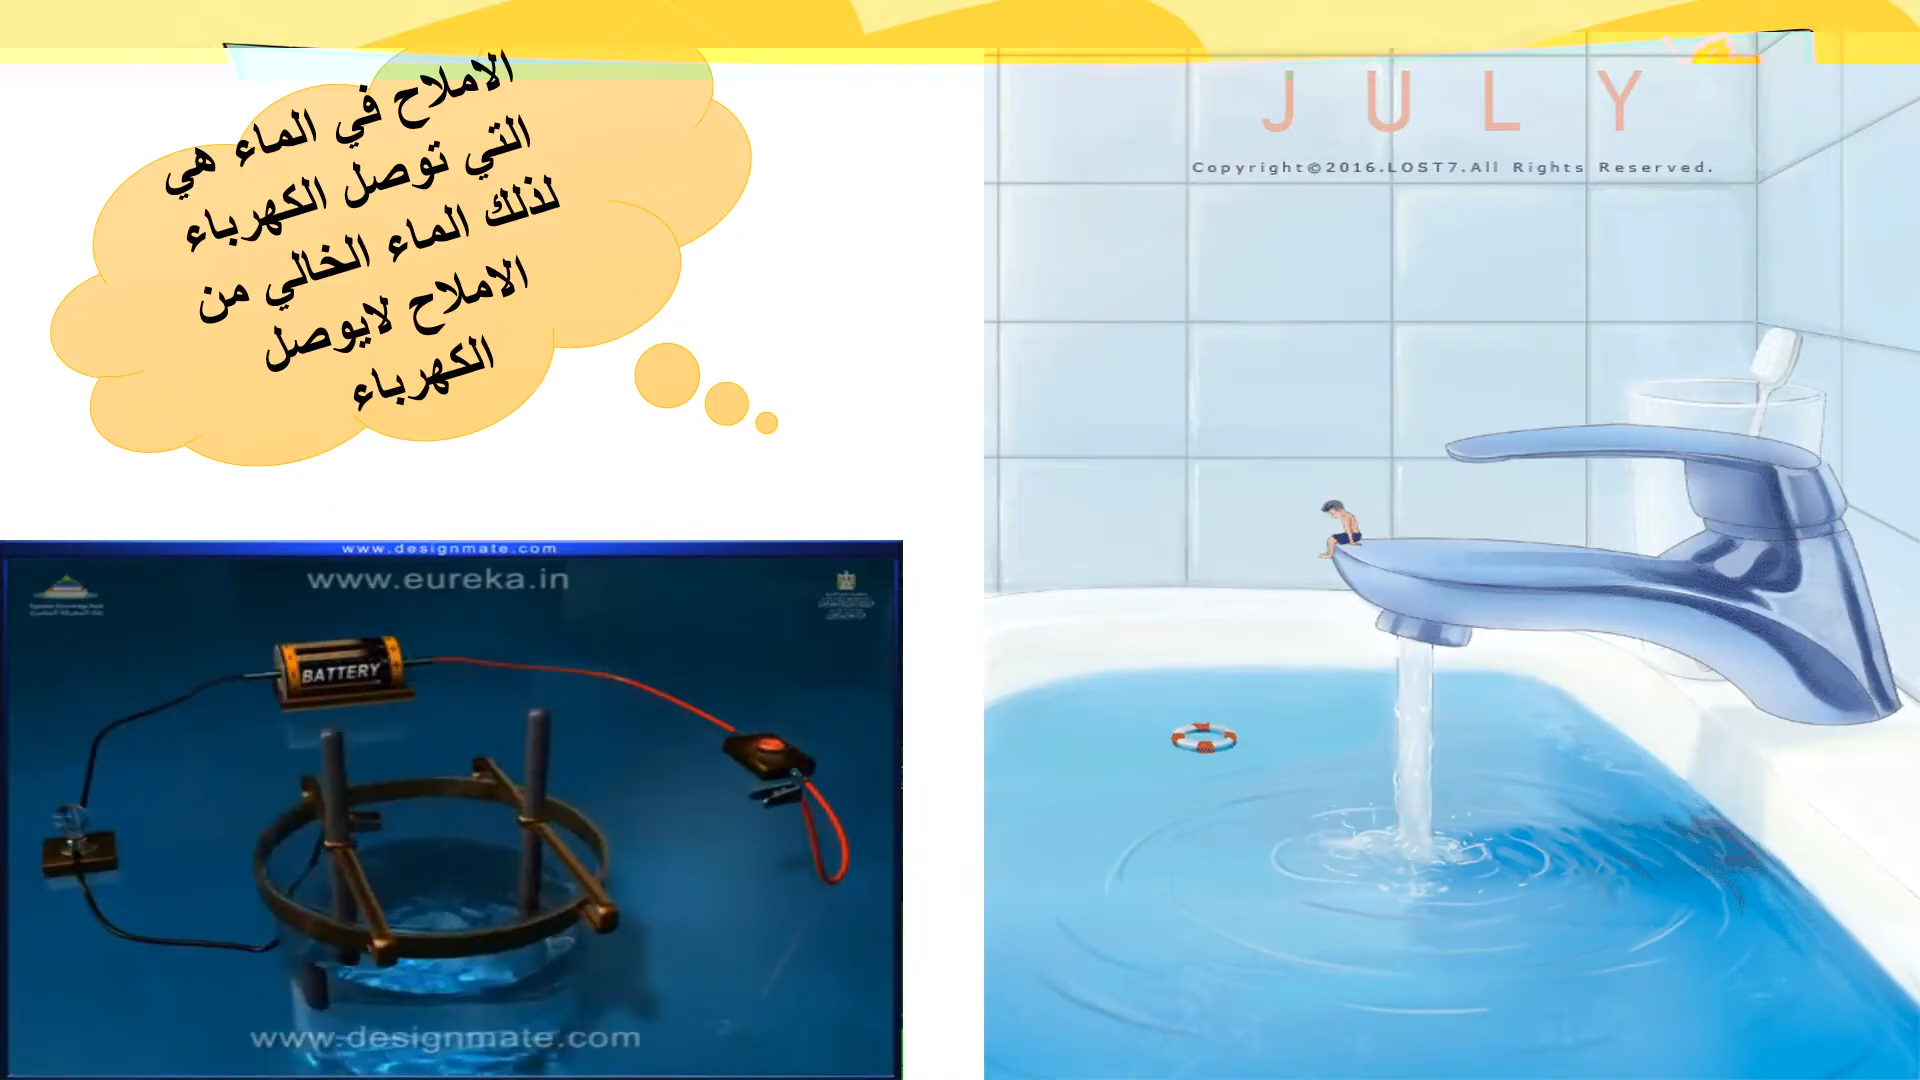 الاملاح في الماء هي
التي توصل الكهرباء
لذلك الماء الخالي من
الاملاح لايوصل
الكهرباء
JULY
Copyright©2016.LOST7.All Rights Reserved.
www.designmate.com
www.eureka.in
BATTERY
www.designmate.com